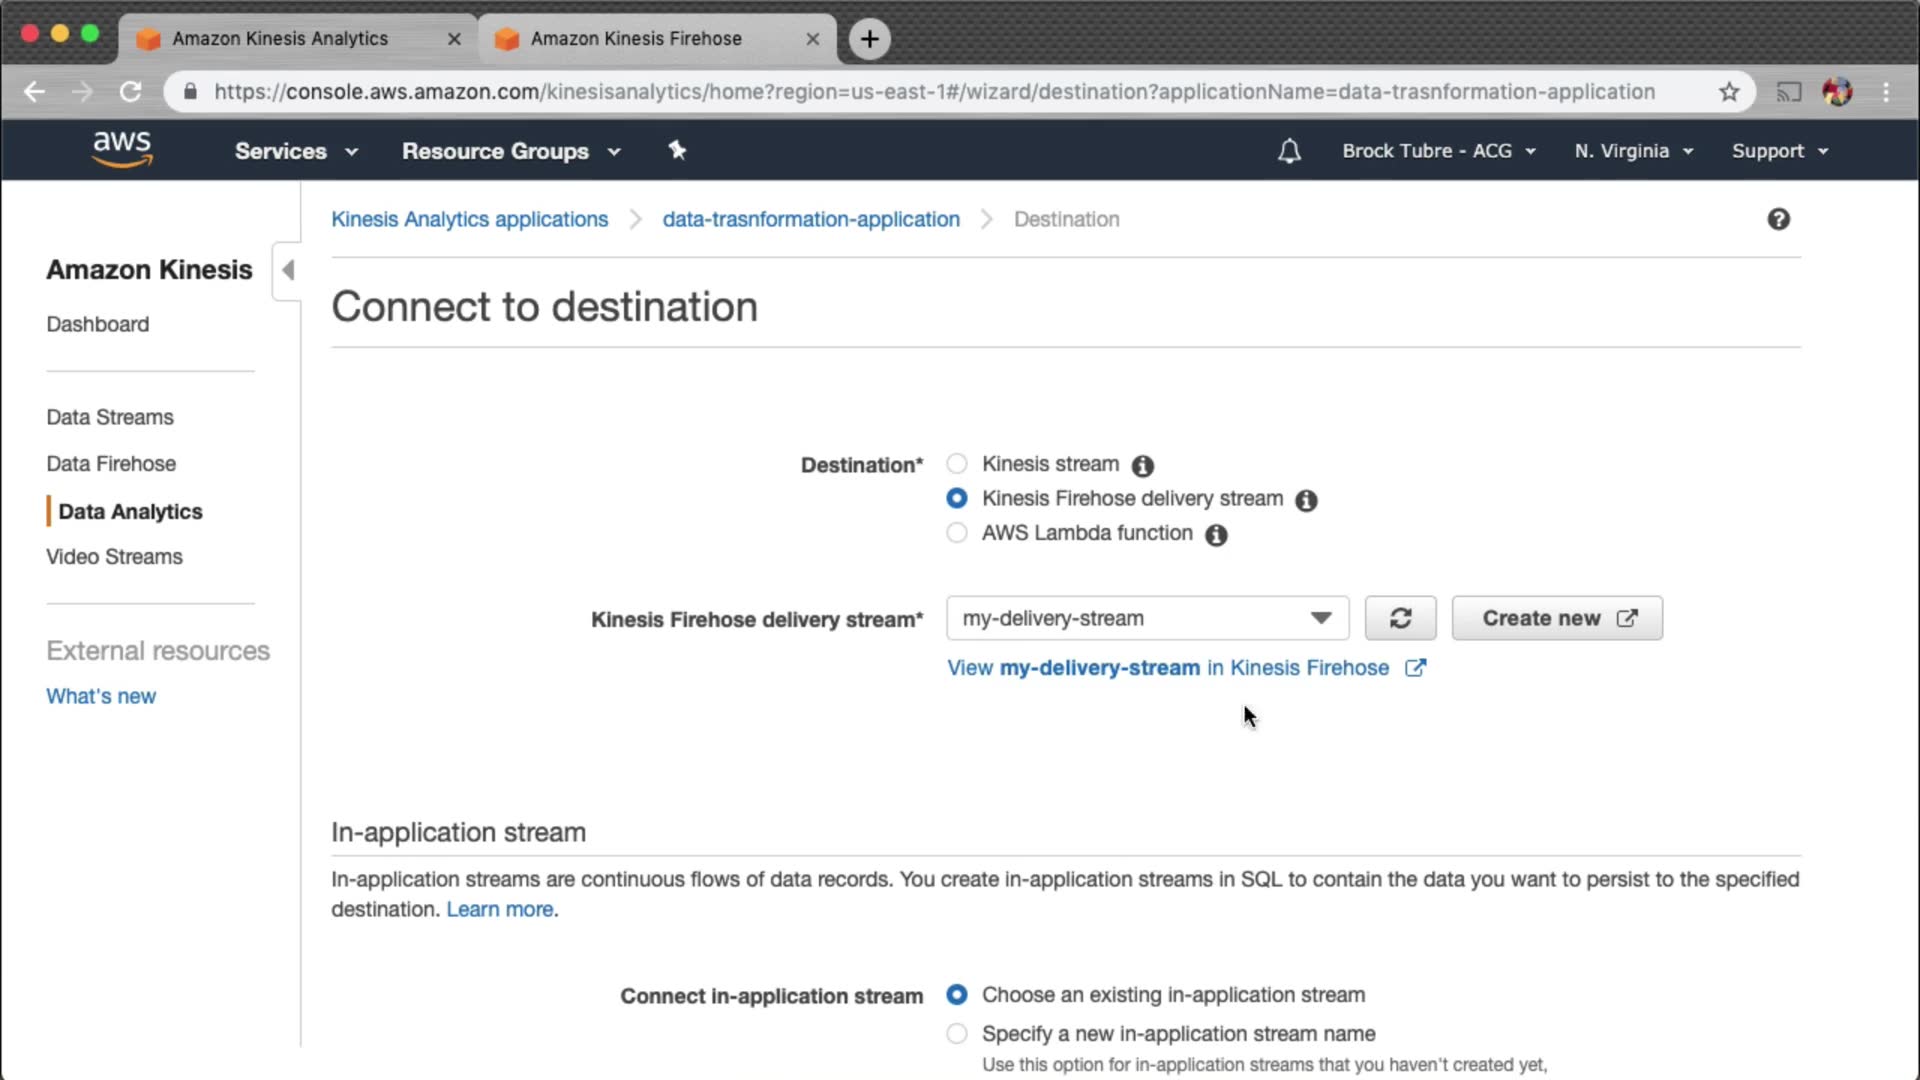 Amazon Kinesis Analytics
Amazon Kinesis Firehose
https://console.aws.amazon.com/kinesisanalytics/home?region=us-east-1#/wizard/destination?applicationName=data-trasnformation-application
aws
Services
Resource Groups
Brock Tubre - ACG
N. Virginia
Support
Kinesis Analytics applications
data-trasnformation-application
Destination
Amazon Kinesis
Dashboard
Data Streams
Data Firehose
Data Analytics
Video Streams
External resources
What's new
Connect to destination
Destination*
Kinesis stream
Kinesis Firehose delivery stream
AWS Lambda function
Kinesis Firehose delivery stream*
my-delivery-stream
Create new
View my-delivery-stream in Kinesis Firehose
In-application stream
In-application streams are continuous flows of data records. You create in-application streams in SQL to contain the data you want to persist to the specified
destination. Learn more.
Connect in-application stream
Choose an existing in-application stream
Specify a new in-application stream name
Use this option for in-application streams that you haven't created yet,